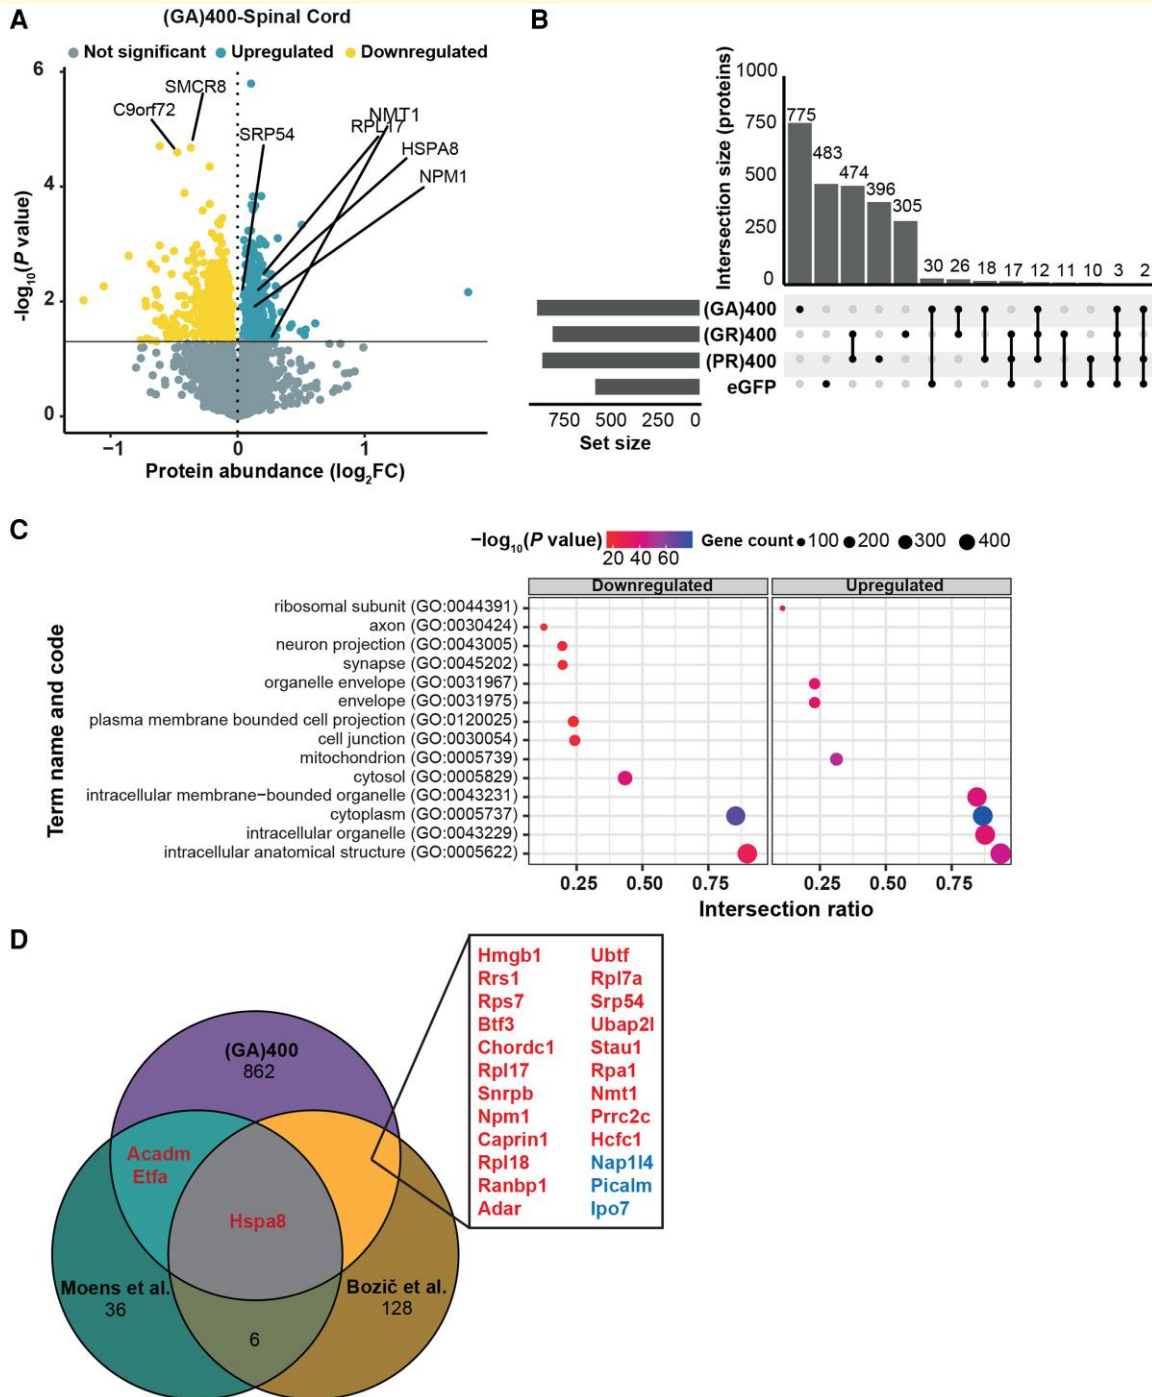 A
(GA)400-Spinal Cord
Not significant
Upregulated
Downregulated
6
4
2
0
-log10(P value)
SMCR8
C9orf72
SRP54
NMT1
RPL17
HSPA8
NPM1
−1
0
1
Protein abundance (log2FC)
B
Intersection size (proteins)
1000
750
500
250
0
775
483
474
396
305
30
26
18
17
12
11
10
3
2
(GA)400
(GR)400
(PR)400
eGFP
750
500
250
0
Set size
C
−log10(P value)
20 40 60
Gene count
100
200
300
400
Downregulated
Upregulated
Term name and code
ribosomal subunit (GO:0044391)
axon (GO:0030424)
neuron projection (GO:0043005)
synapse (GO:0045202)
organelle envelope (GO:0031967)
envelope (GO:0031975)
plasma membrane bounded cell projection (GO:0120025)
cell junction (GO:0030054)
mitochondrion (GO:0005739)
cytosol (GO:0005829)
intracellular membrane−bounded organelle (GO:0043231)
cytoplasm (GO:0005737)
intracellular organelle (GO:0043229)
intracellular anatomical structure (GO:0005622)
0.25 0.50 0.75
0.25 0.50 0.75
Intersection ratio
D
(GA)400
862
Acadm
Etfa
Hspa8
Moens et al.
36
Bozič et al.
128
6
Hmgb1 Ubtf
Rrs1 Rpl7a
Rps7 Srp54
Btf3 Ubap2l
Chordc1 Stau1
Rpl17 Rpa1
Snrpb Nmt1
Npm1 Prrc2c
Caprin1 Hcfc1
Rpl18 Nap1l4
Ranbp1 Picalm
Adar Ipo7